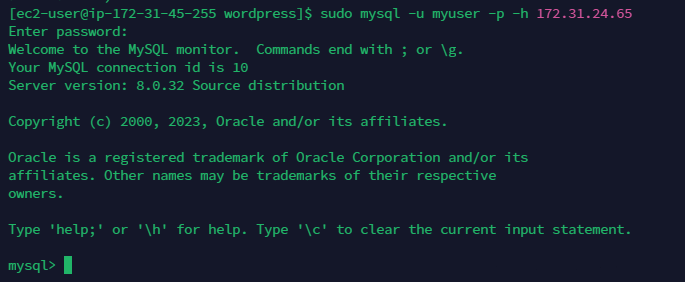 [ec2-user@ip-172-31-45-255 wordpress]$ sudo mysql -u myuser -p -h 172.31.24.65
Enter password:
Welcome to the MySQL monitor.  Commands end with ; or \g.
Your MySQL connection id is 10
Server version: 8.0.32 Source distribution

Copyright (c) 2000, 2023, Oracle and/or its affiliates.

Oracle is a registered trademark of Oracle Corporation and/or its
affiliates. Other names may be trademarks of their respective
owners.

Type 'help;' or '\h' for help. Type '\c' to clear the current input statement.

mysql>